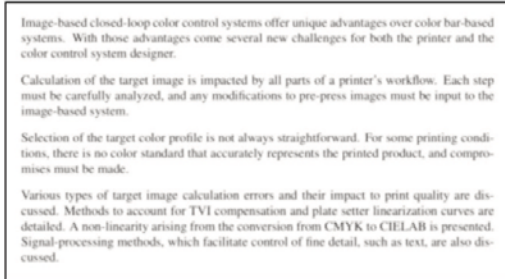 Image-based closed-loop color control systems offer unique advantages over color bar-based
systems. With those advantages come several new challenges for both the printer and the
color control system designer.
Calculation of the target image is impacted by all parts of a printer's workflow. Each step
must be carefully analyzed, and any modifications to pre-press images must be input to the
image-based system.
Selection of the target color profile is not always straightforward. For some printing condi-
tions, there is no color standard that accurately represents the printed product, and compro-
mises must be made.
Various types of target image calculation errors and their impact to print quality are dis-
cussed. Methods to account for TVI compensation and plate setter linearization curves are
detailed. A non-linearity arising from the conversion from CMYK to CIELAB is presented.
Signal-processing methods, which facilitate control of fine detail, such as text, are also dis-
cussed.